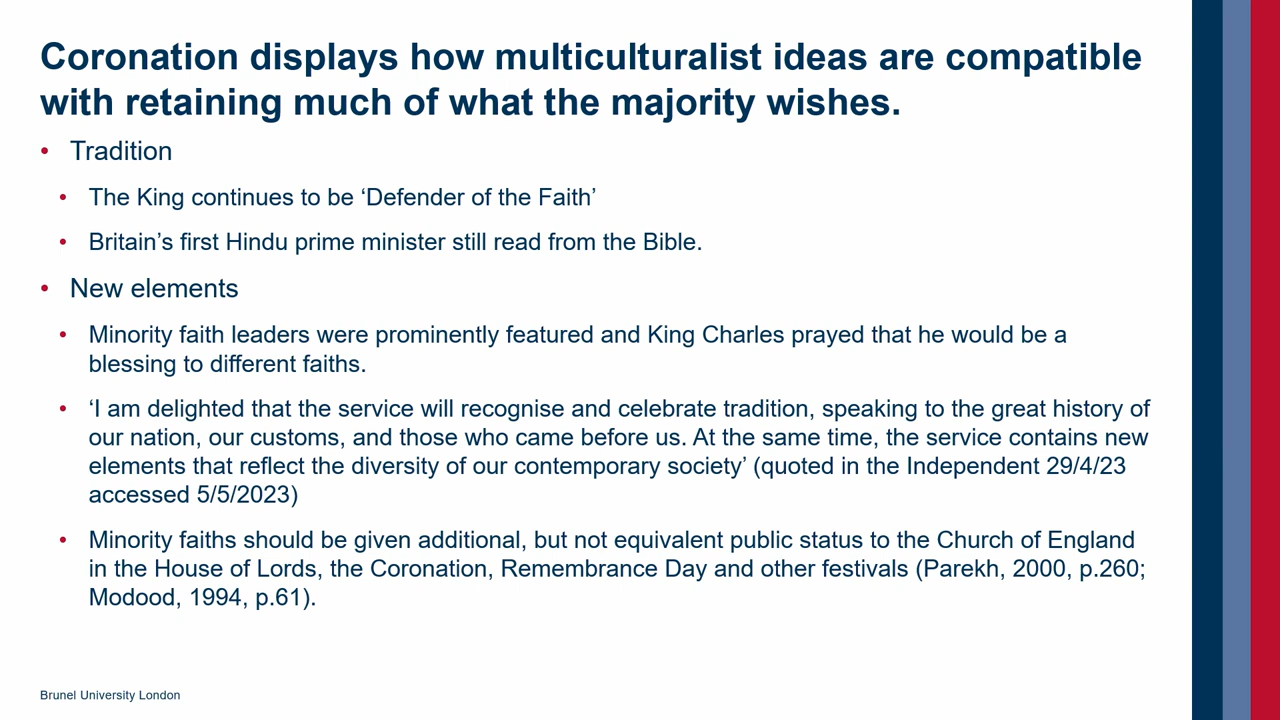 Coronation displays how multiculturalist ideas are compatible
with retaining much of what the majority wishes.
• Tradition
• The King continues to be ‘Defender of the Faith’
• Britain’s first Hindu prime minister still read from the Bible.
• New elements
• Minority faith leaders were prominently featured and King Charles prayed that he would be a
blessing to different faiths.
• ‘I am delighted that the service will recognise and celebrate tradition, speaking to the great history of
our nation, our customs, and those who came before us. At the same time, the service contains new
elements that reflect the diversity of our contemporary society’ (quoted in the Independent 29/4/23
accessed 5/5/2023)
• Minority faiths should be given additional, but not equivalent public status to the Church of England
in the House of Lords, the Coronation, Remembrance Day and other festivals (Parekh, 2000, p.260;
Modood, 1994, p.61).
Brunel University London